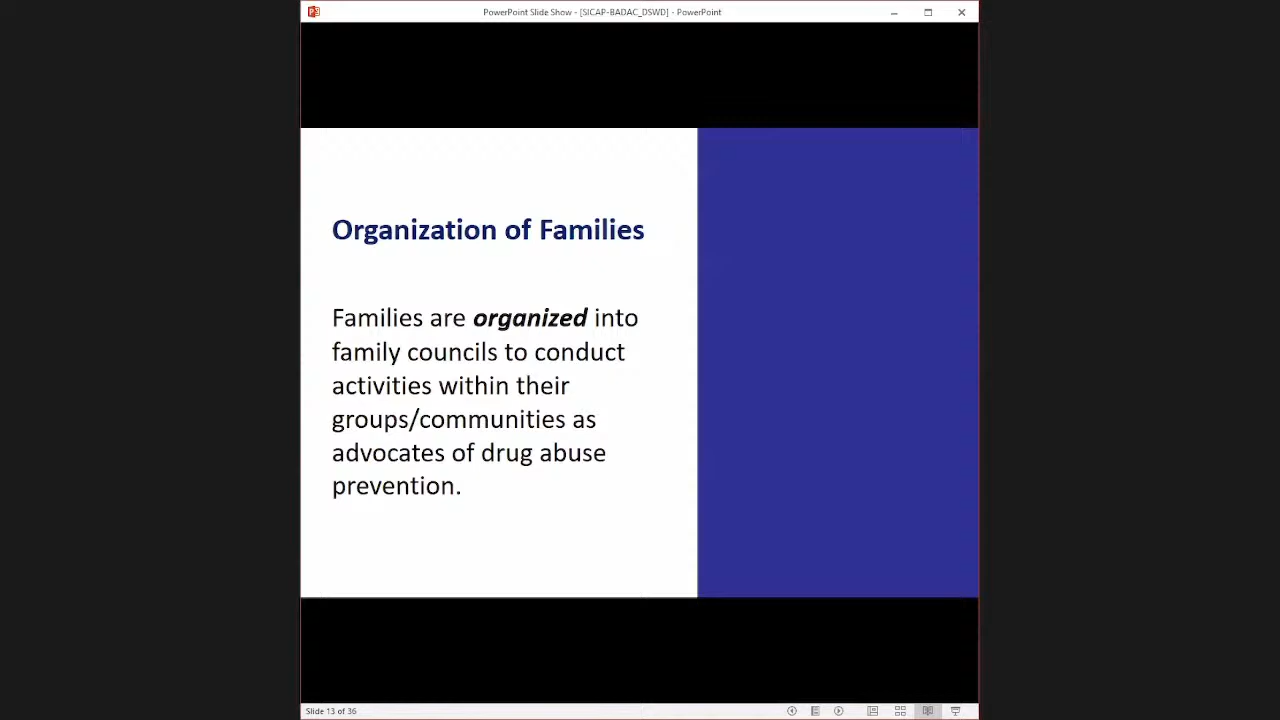 PowerPoint Slide Show - [SICAP-BADAC_DSWD] - PowerPoint
Organization of Families
Families are organized into
family councils to conduct
activities within their
groups/communities as
advocates of drug abuse
prevention.
Slide 13 of 36